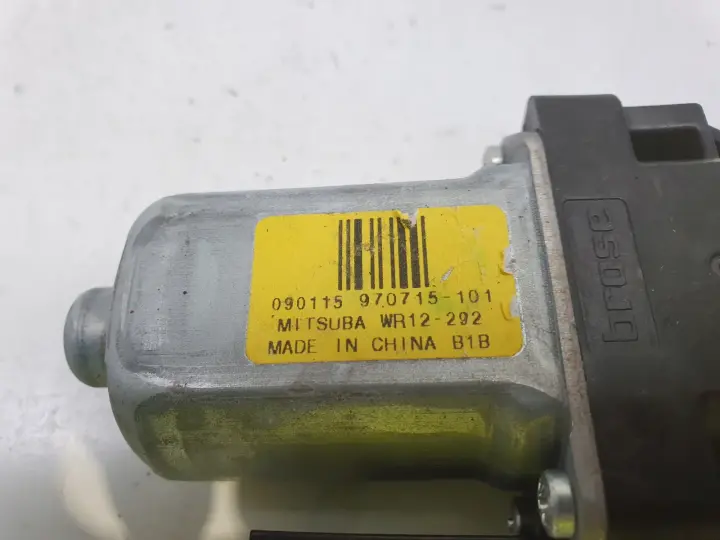 090115 970715-101
MITSUBA WR12-292
MADE IN CHINA B1B
brose